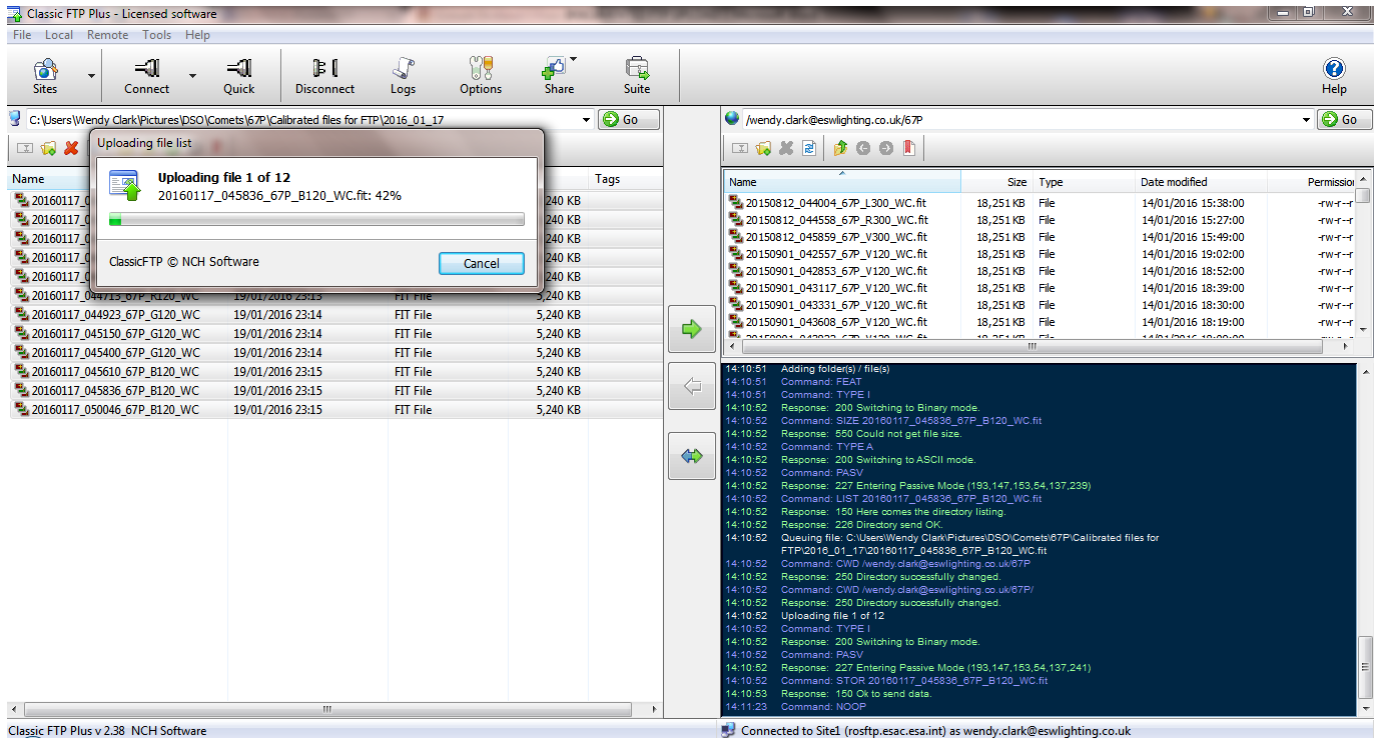 Classic FTP Plus - Licensed software
File Local Remote Tools Help
Sites Connect Quick Disconnect Logs Options Share Suite Help
C:\Users\Wendy Clark\Pictures\DSO\Comets\67P\Calibrated files for FTP\2016_01_17 Go
/wendy.clark@eswlighting.co.uk/67P Go
Uploading file list
Uploading file 1 of 12
20160117_045836_67P_B120_WC.fit: 42%
ClassicFTP © NCH Software
Cancel
Name Tags
20160117_0 240 KB
20160117_0 240 KB
20160117_0 240 KB
20160117_0 240 KB
20160117_0 240 KB
20160117_044713_67P_R120_WC 19/01/2016 23:13 FIT File 5,240 KB
20160117_044923_67P_G120_WC 19/01/2016 23:14 FIT File 5,240 KB
20160117_045150_67P_G120_WC 19/01/2016 23:14 FIT File 5,240 KB
20160117_045400_67P_G120_WC 19/01/2016 23:14 FIT File 5,240 KB
20160117_045610_67P_B120_WC 19/01/2016 23:15 FIT File 5,240 KB
20160117_045836_67P_B120_WC 19/01/2016 23:15 FIT File 5,240 KB
20160117_050046_67P_B120_WC 19/01/2016 23:15 FIT File 5,240 KB
Name Size Type Date modified Permission
20150812_044004_67P_L300_WC.fit 18,251 KB File 14/01/2016 15:38:00 -rw-r--r
20150812_044558_67P_R300_WC.fit 18,251 KB File 14/01/2016 15:27:00 -rw-r--r
20150812_045859_67P_V300_WC.fit 18,251 KB File 14/01/2016 15:49:00 -rw-r--r
20150901_042557_67P_V120_WC.fit 18,251 KB File 14/01/2016 19:02:00 -rw-r--r
20150901_042853_67P_V120_WC.fit 18,251 KB File 14/01/2016 18:52:00 -rw-r--r
20150901_043117_67P_V120_WC.fit 18,251 KB File 14/01/2016 18:39:00 -rw-r--r
20150901_043331_67P_V120_WC.fit 18,251 KB File 14/01/2016 18:30:00 -rw-r--r
20150901_043608_67P_V120_WC.fit 18,251 KB File 14/01/2016 18:19:00 -rw-r--r
14:10:51 Adding folder(s) / file(s)
14:10:51 Command: FEAT
14:10:51 Command: TYPE I
14:10:52 Response: 200 Switching to Binary mode.
14:10:52 Command: SIZE 20160117_045836_67P_B120_WC.fit
14:10:52 Response: 550 Could not get file size.
14:10:52 Command: TYPE A
14:10:52 Response: 200 Switching to ASCII mode.
14:10:52 Command: PASV
14:10:52 Response: 227 Entering Passive Mode (193,147,153,54,137,239)
14:10:52 Command: LIST 20160117_045836_67P_B120_WC.fit
14:10:52 Response: 150 Here comes the directory listing.
14:10:52 Response: 226 Directory send OK.
14:10:52 Queuing file: C:\Users\Wendy Clark\Pictures\DSO\Comets\67P\Calibrated files for
FTP\2016_01_17\20160117_045836_67P_B120_WC.fit
14:10:52 Command: CWD /wendy.clark@eswlighting.co.uk/67P
14:10:52 Response: 250 Directory successfully changed.
14:10:52 Command: CWD /wendy.clark@eswlighting.co.uk/67P/
14:10:52 Response: 250 Directory successfully changed.
14:10:52 Uploading file 1 of 12
14:10:52 Command: TYPE I
14:10:52 Response: 200 Switching to Binary mode.
14:10:52 Command: PASV
14:10:52 Response: 227 Entering Passive Mode (193,147,153,54,137,241)
14:10:52 Command: STOR 20160117_045836_67P_B120_WC.fit
14:10:53 Response: 150 Ok to send data.
14:11:23 Command: NOOP
Classic FTP Plus v 2.38 NCH Software
Connected to Site1 (rosftp.esac.esa.int) as wendy.clark@eswlighting.co.uk